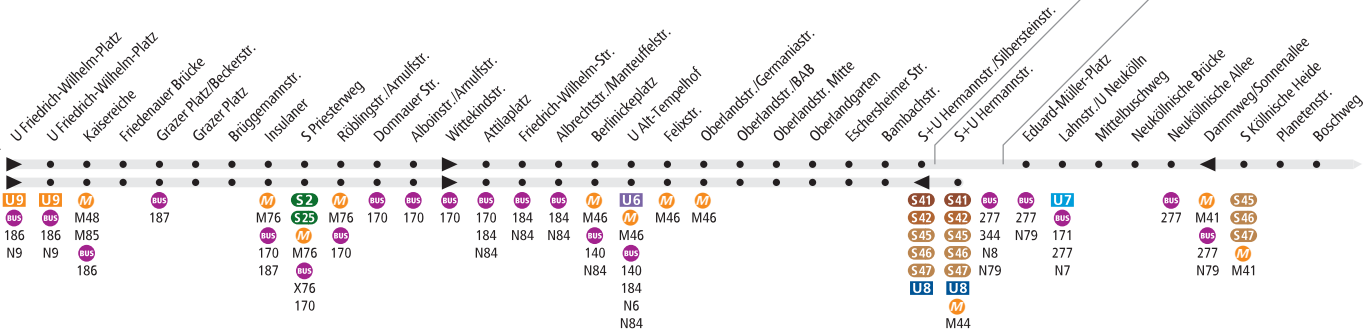 U Friedrich-Wilhelm-Platz
U Friedrich-Wilhelm-Platz
Kaisereiche
Friedenauer Brücke
Grazer Platz/Beckerstr.
Grazer Platz
Brüggemannstr.
Insulaner
S Priesterweg
Röblingstr./Arnulfstr.
Domnauer Str.
Alboinstr./Arnulfstr.
Wittekindstr.
Attilaplatz
Friedrich-Wilhelm-Str.
Albrechtstr./Manteuffelstr.
Berlinickeplatz
U Alt-Tempelhof
Felixstr.
Oberlandstr./Germaniastr.
Oberlandstr./BAB
Oberlandstr. Mitte
Oberlandgarten
Eschersheimer Str.
Bambachstr.
S+U Hermannstr./Silbersteinstr.
S+U Hermannstr.
Eduard-Müller-Platz
Lahnstr./U Neukölln
Mittelbuschweg
Neuköllnische Brücke
Neuköllnische Allee
Dammweg/Sonnenallee
S Köllnische Heide
Planetenstr.
Boschweg
U9
BUS
186
N9
U9
BUS
186
N9
M
M48
M85
BUS
186
BUS
187
M
M76
BUS
170
187
S2
S25
M
M76
BUS
X76
170
M
M76
BUS
170
BUS
170
BUS
170
BUS
170
BUS
170
184
N84
BUS
184
N84
BUS
184
N84
M
M46
BUS
140
N84
U6
M
M46
BUS
140
184
N6
N84
M
M46
M
M46
S41
S42
S45
S46
S47
U8
S41
S42
S45
S46
S47
U8
M
M44
BUS
277
344
N8
N79
BUS
277
N79
U7
BUS
171
277
N7
BUS
277
M
M41
BUS
277
N79
S45
S46
S47
M
M41